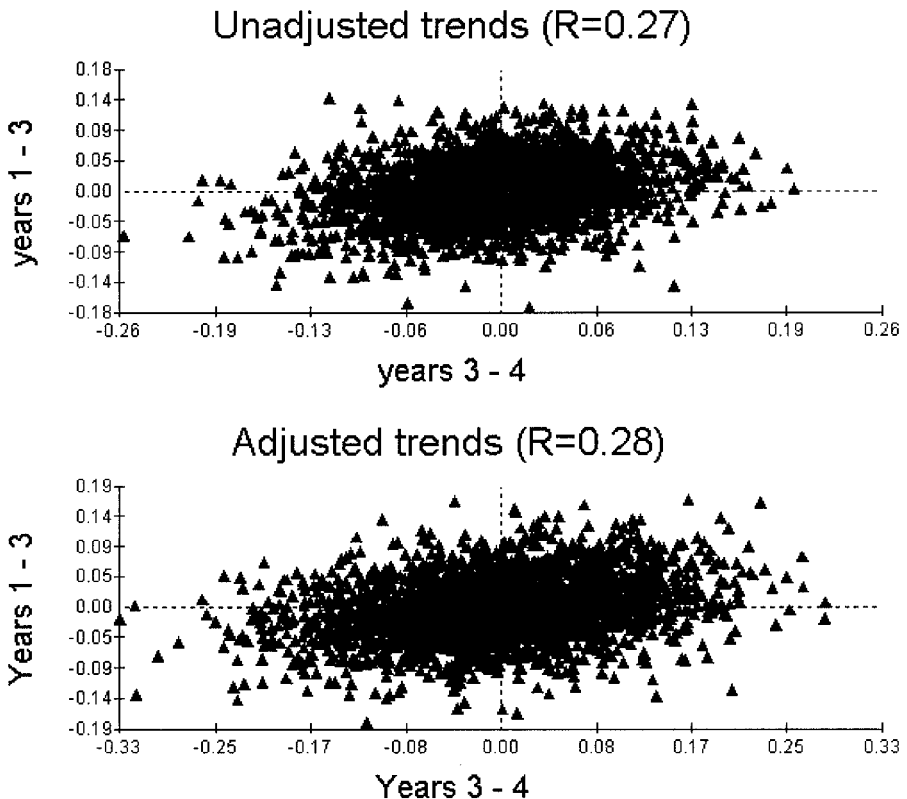 Unadjusted trends (R=0.27)
0.18
0.14
0.09
0.05
0.00
-0.05
-0.09
-0.14
-0.18
years 1 - 3
-0.26 -0.19 -0.13 -0.06 0.00 0.06 0.13 0.19 0.26
years 3 - 4
Adjusted trends (R=0.28)
0.19
0.14
0.09
0.05
0.00
-0.05
-0.09
-0.14
-0.19
Years 1 - 3
-0.33 -0.25 -0.17 -0.08 0.00 0.08 0.17 0.25 0.33
Years 3 - 4